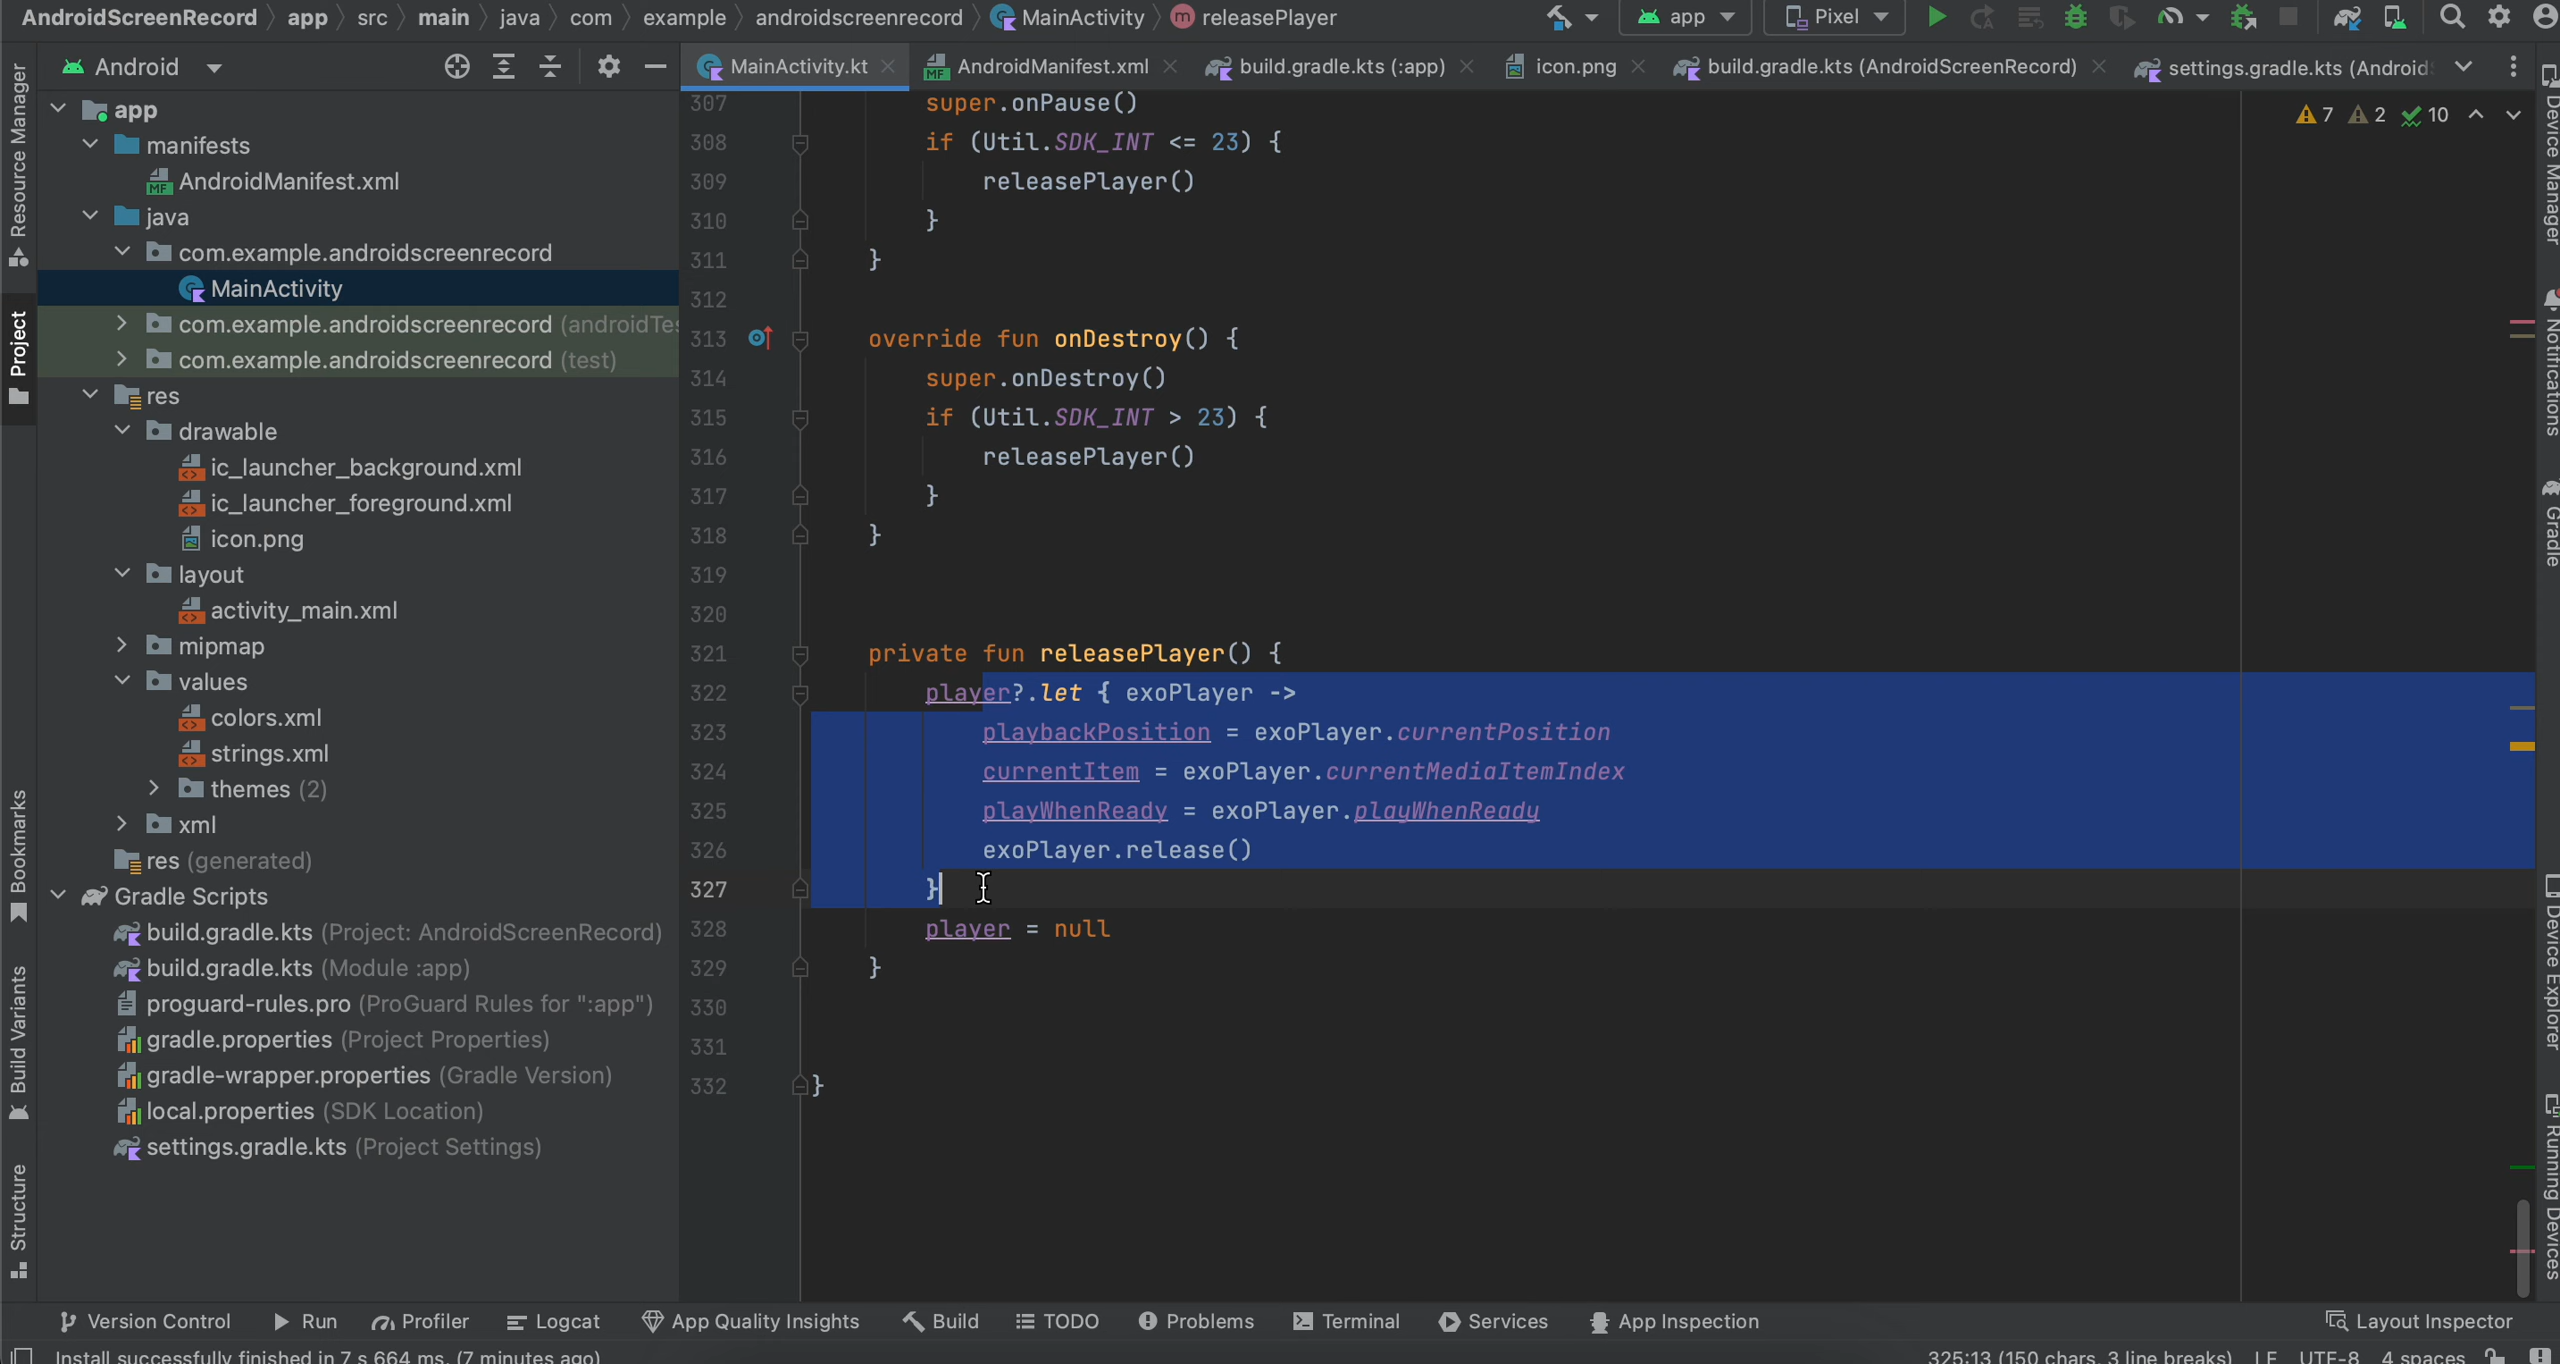 AndroidScreenRecord app src main java com example androidscreenrecord MainActivity releasePlayer app Pixel
Resource Manager
Project
Bookmarks
Build Variants
Structure
Android
app
manifests
AndroidManifest.xml
java
com.example.androidscreenrecord
MainActivity
com.example.androidscreenrecord (androidTes
com.example.androidscreenrecord (test)
res
drawable
ic_launcher_background.xml
ic_launcher_foreground.xml
icon.png
layout
activity_main.xml
mipmap
values
colors.xml
strings.xml
themes (2)
xml
res (generated)
Gradle Scripts
build.gradle.kts (Project: AndroidScreenRecord)
build.gradle.kts (Module :app)
proguard-rules.pro (ProGuard Rules for ":app")
gradle.properties (Project Properties)
gradle-wrapper.properties (Gradle Version)
local.properties (SDK Location)
settings.gradle.kts (Project Settings)
MainActivity.kt AndroidManifest.xml build.gradle.kts (:app) icon.png build.gradle.kts (AndroidScreenRecord) settings.gradle.kts (Android
7 2 10
307 super.onPause()
308 if (Util.SDK_INT <= 23) {
309 releasePlayer()
310 }
311 }
312
313 override fun onDestroy() {
314 super.onDestroy()
315 if (Util.SDK_INT > 23) {
316 releasePlayer()
317 }
318 }
319
320
321 private fun releasePlayer() {
322 player?.let { exoPlayer ->
323 playbackPosition = exoPlayer.currentPosition
324 currentItem = exoPlayer.currentMediaItemIndex
325 playWhenReady = exoPlayer.playWhenReady
326 exoPlayer.release()
327 }
328 player = null
329 }
330
331
332 }
Device Manager
Notifications
Gradle
Device Explorer
Running Devices
Version Control Run Profiler Logcat App Quality Insights Build TODO Problems Terminal Services App Inspection Layout Inspector
Install successfully finished in 7 s 664 ms. (7 minutes ago) 325:13 (150 chars, 3 line breaks) LF UTF-8 4 spaces